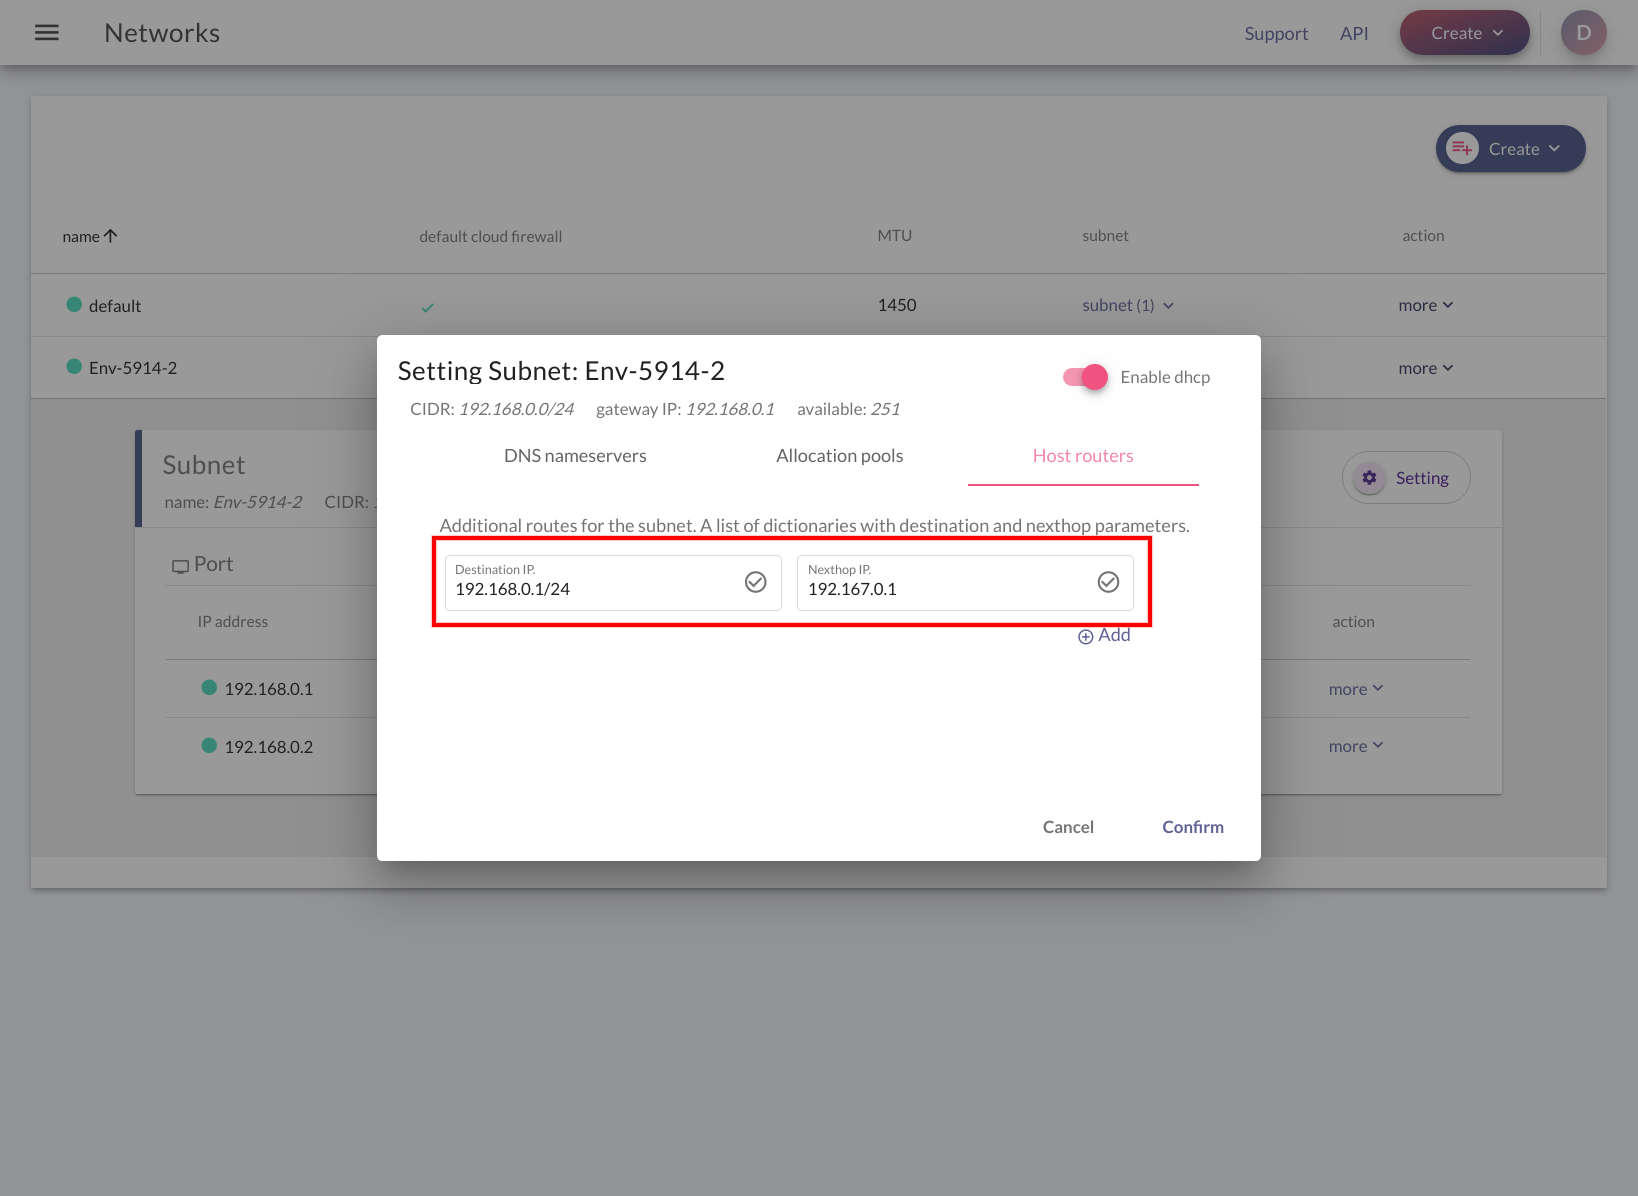 Networks
Support API Create D
Create
name default cloud firewall MTU subnet action
default 1450 subnet (1) more
Env-5914-2 more
Setting Subnet: Env-5914-2
Enable dhcp
CIDR: 192.168.0.0/24 gateway IP: 192.168.0.1 available: 251
DNS nameservers Allocation pools Host routers
Additional routes for the subnet. A list of dictionaries with destination and nexthop parameters.
Destination IP. Nexthop IP.
192.168.0.1/24 192.167.0.1
Add
Cancel Confirm
Subnet
name: Env-5914-2 CIDR:
Setting
Port
IP address action
192.168.0.1 more
192.168.0.2 more